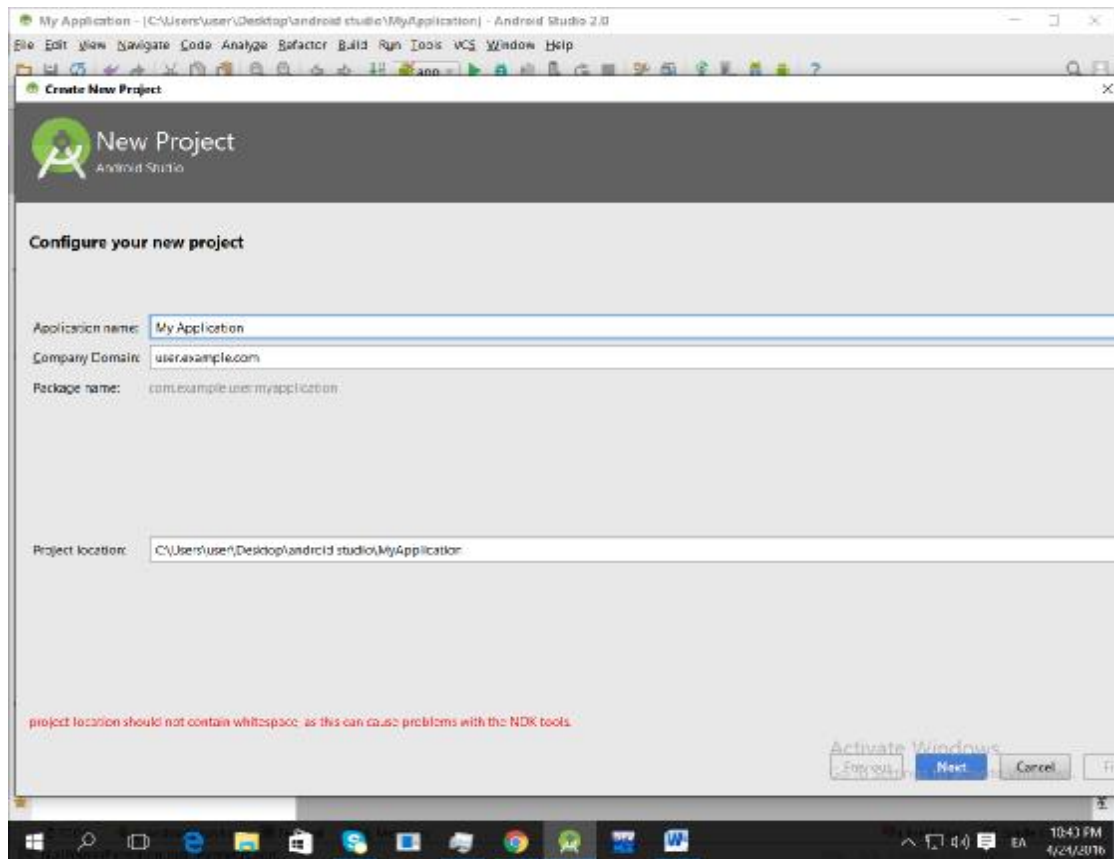 My Application - [C:\Users\user\Desktop\android studio\MyApplication] - Android Studio 2.0
File Edit View Navigate Code Analyze Refactor Build Run Tools VCS Window Help
app
Create New Project
New Project
Android Studio
Configure your new project
Application name: My Application
Company Domain: user.example.com
Package name: com.example.user.myapplication
Project location: C:\Users\user\Desktop\android studio\MyApplication
project location should not contain whitespace, as this can cause problems with the NDK tools.
Activate Windows
Previous Next Cancel
10:43 PM
ΕΛ
4/24/2016